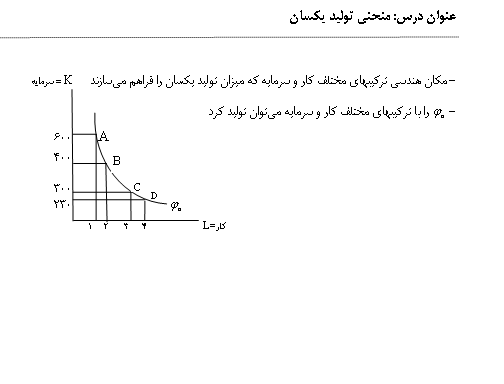 عنوان درس: منحنی تولید یکسان
– مکان هندسی ترکیبهای مختلف کار و سرمایه که میزان تولید یکسان را فراهم می‌سازند
K = سرمایه
– φ۰ را با ترکیبهای مختلف کار و سرمایه می‌توان تولید کرد
۶۰۰
A
۴۰۰
B
۳۰۰
C
۲۳۰
D
φ۰
۱ ۲ ۳ ۴
L=کار